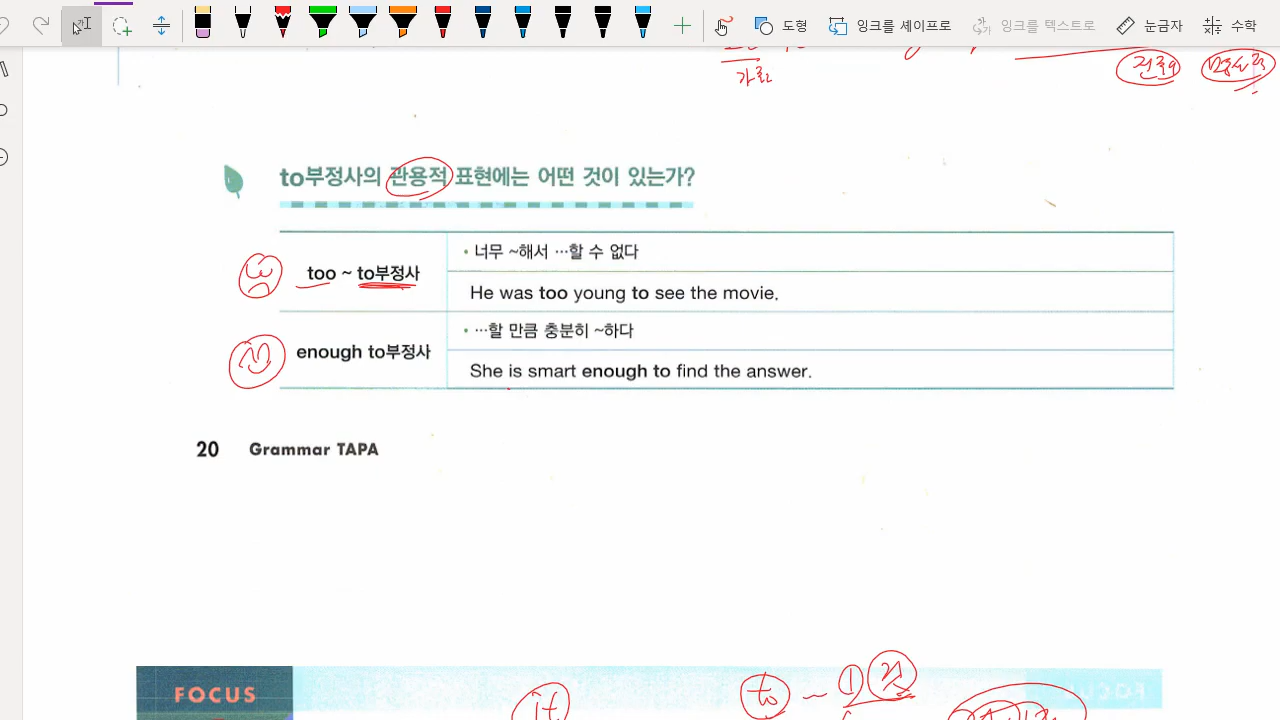 도형 잉크를 셰이프로 잉크를 텍스트로 눈금자 수학
to부정사의 관용적 표현에는 어떤 것이 있는가?
too ~ to부정사
• 너무 ~해서 …할 수 없다
He was too young to see the movie.
enough to부정사
• …할 만큼 충분히 ~하다
She is smart enough to find the answer.
20 Grammar TAPA
to ~
FOCUS
it